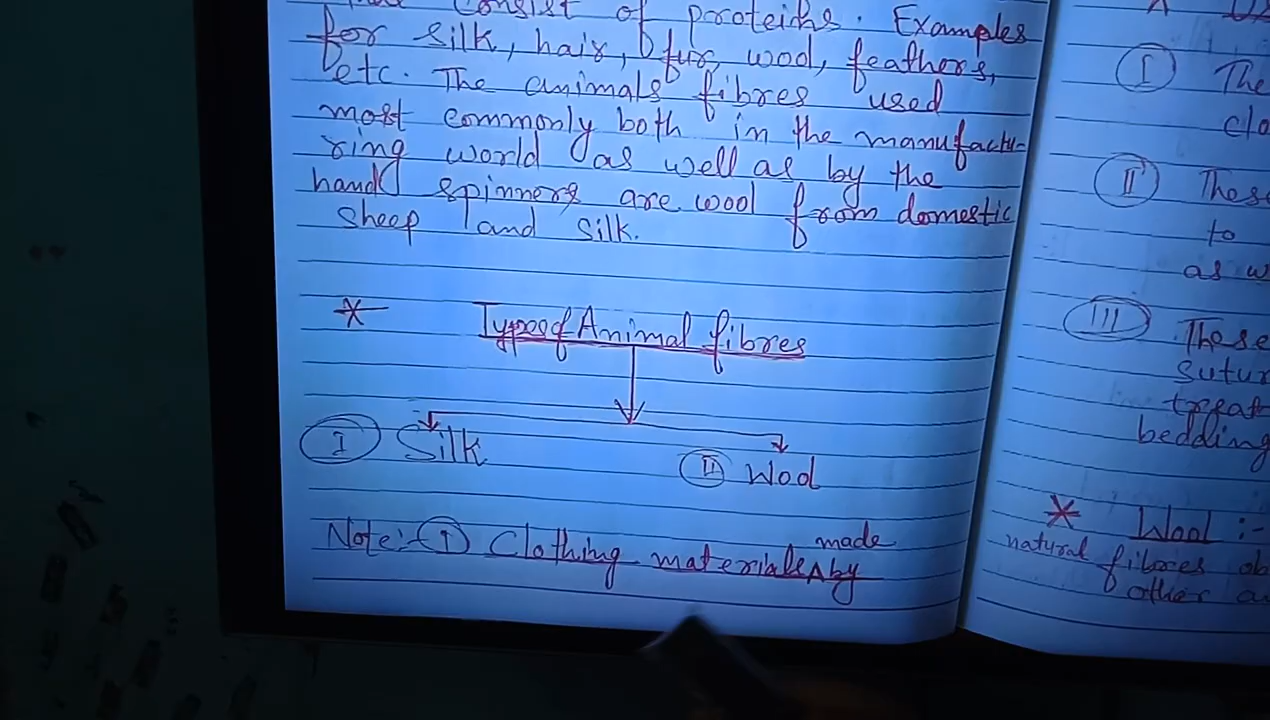 consist of proteins. Examples
for silk, hair, fur, wool, feathers,
etc. The animals fibres used
most commonly both in the manufactu-
ring world as well as by the
hand spinners are wool from domestic
sheep and silk.
* Types of Animal fibres
I Silk
II Wool
made
Note:- 1 Clothing materials ^ by
I The
clo
II Thes
to
as w
III These
sutur
treat
bedding
* Wool :-
natural fibres ob
other a